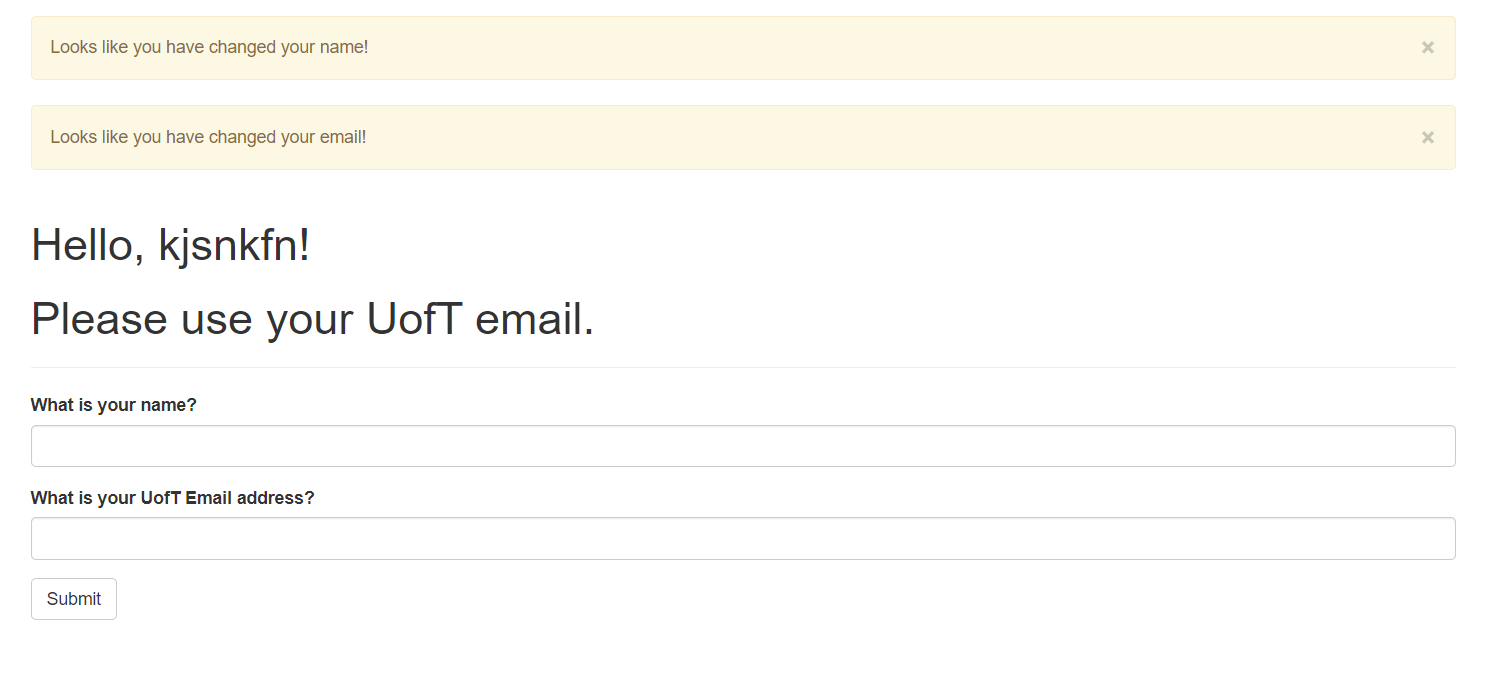 Looks like you have changed your name!
×
Looks like you have changed your email!
×
Hello, kjsnkfn!
Please use your UofT email.
What is your name?
What is your UofT Email address?
Submit